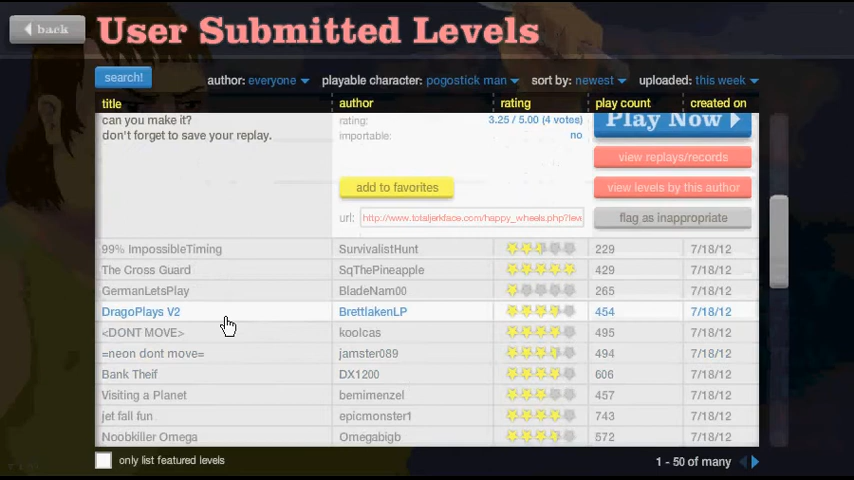 back
User Submitted Levels
search! author: everyone playable character: pogostick man sort by: newest uploaded: this week
title author rating play count created on
can you make it? rating: 3.25 / 5.00 (4 votes) Play Now
don't forget to save your replay. importable: no
view replays/records
add to favorites view levels by this author
url: http://www.totaljerkface.com/happy_wheels.php?lev flag as inappropriate
99% ImpossibleTiming SurvivalistHunt 229 7/18/12
The Cross Guard SqThePineapple 429 7/18/12
GermanLetsPlay BladeNam00 265 7/18/12
DragoPlays V2 BrettlakenLP 454 7/18/12
<DONT MOVE> koolcas 495 7/18/12
=neon dont move= jamster089 494 7/18/12
Bank Theif DX1200 606 7/18/12
Visiting a Planet bemimenzel 457 7/18/12
jet fall fun epicmonster1 743 7/18/12
Noobkiller Omega Omegabigb 572 7/18/12
only list featured levels 1 - 50 of many